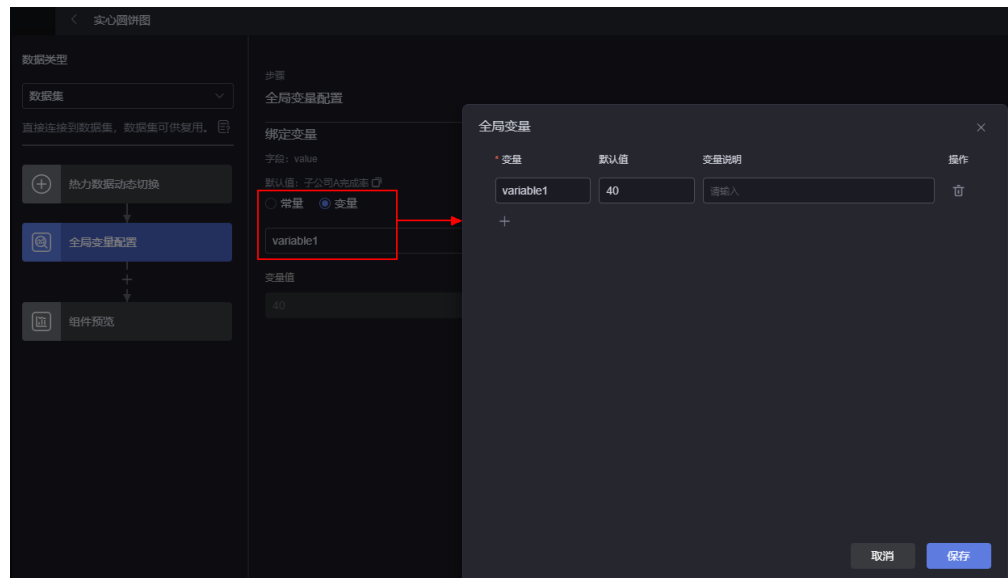 实心圆饼图
数据类型
数据集
直接连接到数据集，数据集可供复用。
热力数据动态切换
全局变量配置
组件预览
步骤
全局变量配置
绑定变量
字段：value
默认值：子公司A完成率
常量 变量
variable1
变量值
40
全局变量
* 变量 默认值 变量说明 操作
variable1 40 请输入
取消 保存